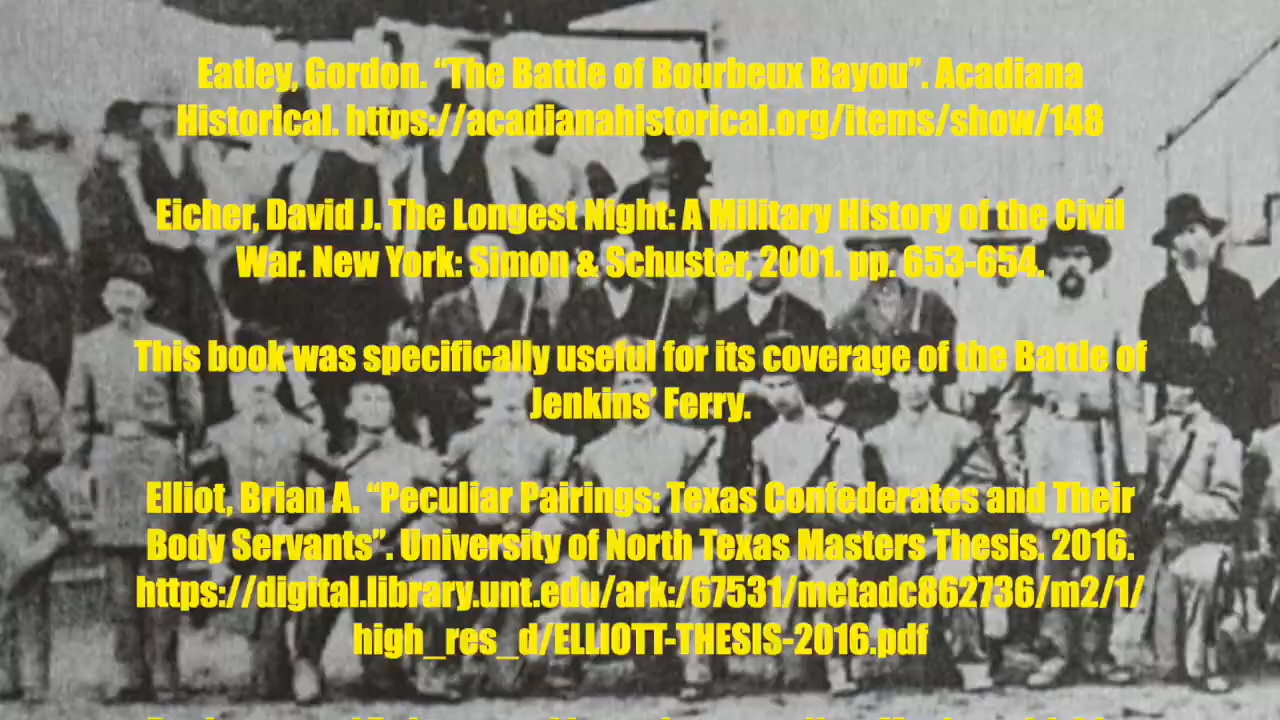 Eatley, Gordon. “The Battle of Bourbeux Bayou”. Acadiana
Historical. https://acadianahistorical.org/items/show/148
Eicher, David J. The Longest Night: A Military History of the Civil
War. New York: Simon & Schuster, 2001. pp. 653-654.
This book was specifically useful for its coverage of the Battle of
Jenkins’ Ferry.
Elliot, Brian A. “Peculiar Pairings: Texas Confederates and Their
Body Servants”. University of North Texas Masters Thesis. 2016.
https://digital.library.unt.edu/ark:/67531/metadc862736/m2/1/
high_res_d/ELLIOTT-THESIS-2016.pdf